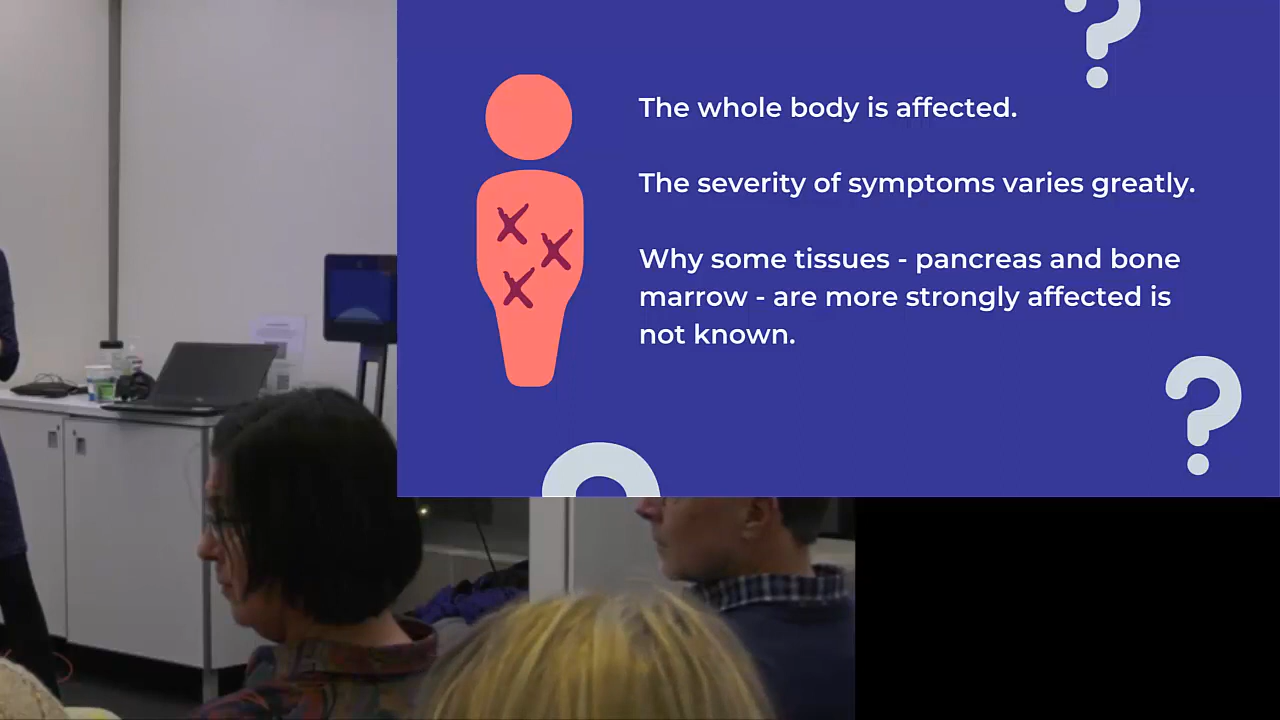 The whole body is affected.
The severity of symptoms varies greatly.
Why some tissues - pancreas and bone
marrow - are more strongly affected is
not known.